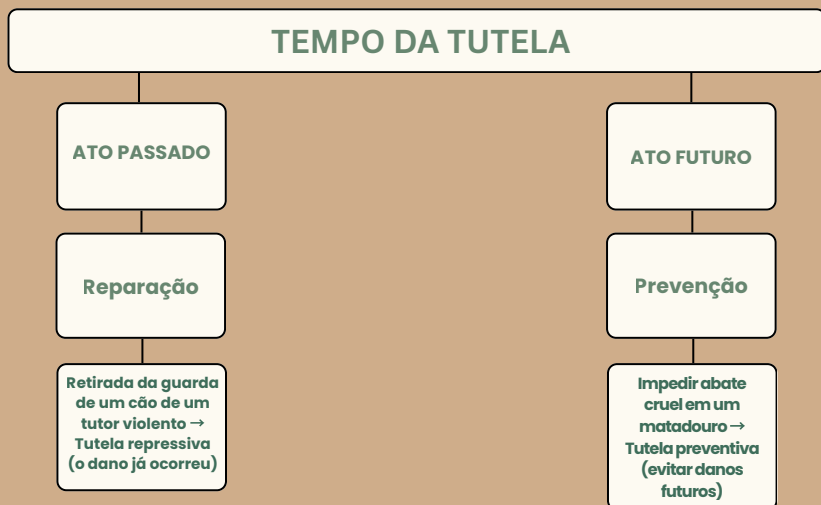 TEMPO DA TUTELA
ATO PASSADO
ATO FUTURO
Reparação
Prevenção
Retirada da guarda
de um cão de um
tutor violento →
Tutela repressiva
(o dano já ocorreu)
Impedir abate
cruel em um
matadouro →
Tutela preventiva
(evitar danos
futuros)